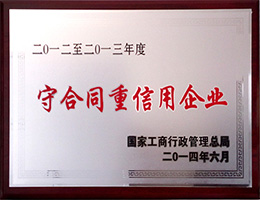 二〇一二至二〇一三年度
守合同重信用企业
国家工商行政管理总局
二〇一四年六月